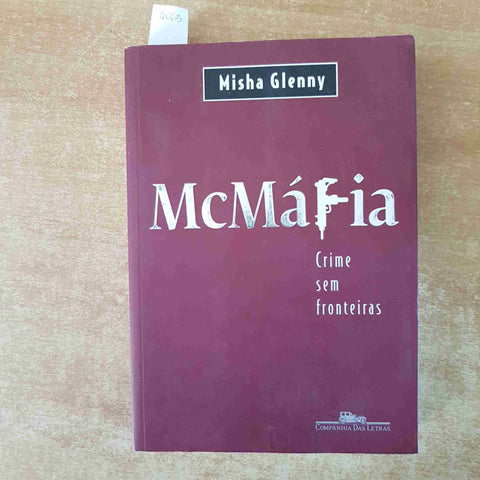 Misha Glenny
McMáfia
Crime
sem
fronteiras
COMPANHIA DAS LETRAS